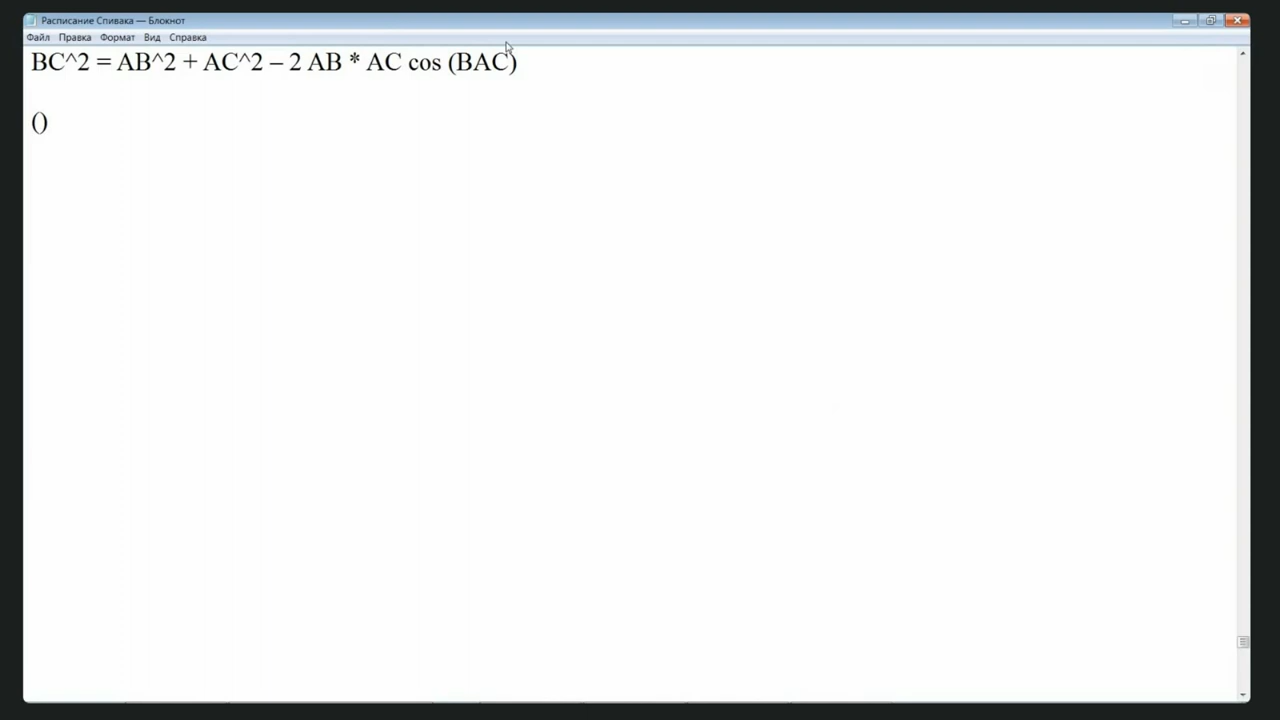 Расписание Спивака — Блокнот
Файл Правка Формат Вид Справка
BC^2 = AB^2 + AC^2 – 2 AB * AC cos (BAC)
()